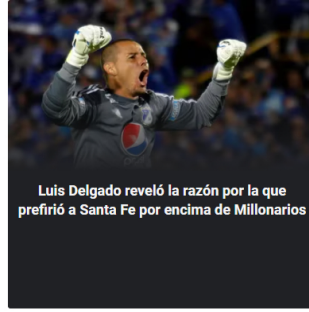 Luis Delgado reveló la razón por la que
prefirió a Santa Fe por encima de Millonarios